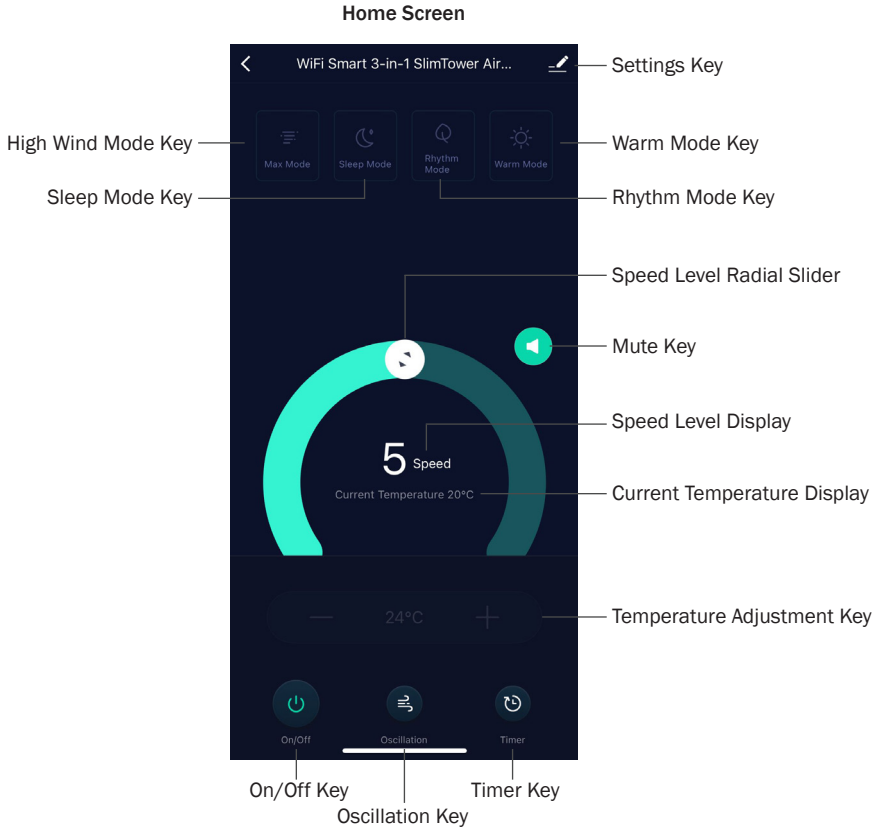 Home Screen
WiFi Smart 3-in-1 SlimTower Air...
Settings Key
High Wind Mode Key
Max Mode
Sleep Mode
Rhythm
Mode
Warm Mode
Warm Mode Key
Sleep Mode Key
Rhythm Mode Key
Speed Level Radial Slider
Mute Key
Speed Level Display
5 Speed
Current Temperature 20°C
Current Temperature Display
24°C
Temperature Adjustment Key
On/Off
Oscillation
Timer
On/Off Key
Timer Key
Oscillation Key